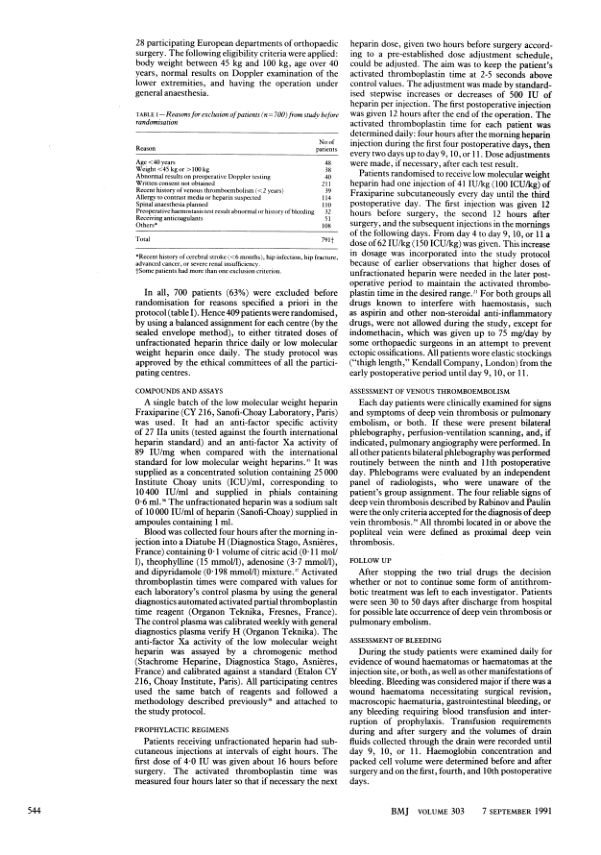 28 participating European departments of orthopaedic
surgery. The following eligibility criteria were applied:
body weight between 45 kg and 100 kg, age over 40
years, normal results on Doppler examination of the
lower extremities, and having the operation under
general anaesthesia.
TABLE I—Reasons for exclusion of patients (n=700) from study before
randomisation
Reason No of patients
Age <40 years 48
Weight <45 kg or >100 kg 38
Abnormal results on preoperative Doppler testing 40
Written consent not obtained 211
Recent history of venous thromboembolism (<2 years) 39
Allergy to contrast media or heparin suspected 114
Spinal anaesthesia planned 110
Preoperative haemostasis test result abnormal or history of bleeding 32
Receiving anticoagulants 51
Others* 108
Total 791†
*Recent history of cerebral stroke (<6 months), hip infection, hip fracture,
advanced cancer, or severe renal insufficiency.
†Some patients had more than one exclusion criterion.
In all, 700 patients (63%) were excluded before
randomisation for reasons specified a priori in the
protocol (table I). Hence 409 patients were randomised,
by using a balanced assignment for each centre (by the
sealed envelope method), to either titrated doses of
unfractionated heparin thrice daily or low molecular
weight heparin once daily. The study protocol was
approved by the ethical committees of all the partici-
pating centres.
COMPOUNDS AND ASSAYS
A single batch of the low molecular weight heparin
Fraxiparine (CY 216, Sanofi-Choay Laboratory, Paris)
was used. It had an anti-factor specific activity
of 27 IIa units (tested against the fourth international
heparin standard) and an anti-factor Xa activity of
89 IU/mg when compared with the international
standard for low molecular weight heparins. It was
supplied as a concentrated solution containing 25 000
Institute Choay units (ICU)/ml, corresponding to
10 400 IU/ml and supplied in phials containing
0·6 ml. The unfractionated heparin was a sodium salt
of 10 000 IU/ml of heparin (Sanofi-Choay) supplied in
ampoules containing 1 ml.
Blood was collected four hours after the morning in-
jection into a Diatube H (Diagnostica Stago, Asnières,
France) containing 0·1 volume of citric acid (0·11 mol/
l), theophylline (15 mmol/l), adenosine (3·7 mmol/l),
and dipyridamole (0·198 mmol/l) mixture. Activated
thromboplastin times were compared with values for
each laboratory's control plasma by using the general
diagnostics automated activated partial thromboplastin
time reagent (Organon Teknika, Fresnes, France).
The control plasma was calibrated weekly with general
diagnostics plasma verify H (Organon Teknika). The
anti-factor Xa activity of the low molecular weight
heparin was assayed by a chromogenic method
(Stachrome Heparine, Diagnostica Stago, Asnières,
France) and calibrated against a standard (Etalon CY
216, Choay Institute, Paris). All participating centres
used the same batch of reagents and followed a
methodology described previously and attached to
the study protocol.
PROPHYLACTIC REGIMENS
Patients receiving unfractionated heparin had sub-
cutaneous injections at intervals of eight hours. The
first dose of 4·0 IU was given about 16 hours before
surgery. The activated thromboplastin time was
measured four hours later so that if necessary the next
heparin dose, given two hours before surgery accord-
ing to a pre-established dose adjustment schedule,
could be adjusted. The aim was to keep the patient's
activated thromboplastin time at 2-5 seconds above
control values. The adjustment was made by standard-
ised stepwise increases or decreases of 500 IU of
heparin per injection. The first postoperative injection
was given 12 hours after the end of the operation. The
activated thromboplastin time for each patient was
determined daily: four hours after the morning heparin
injection during the first four postoperative days, then
every two days up to day 9, 10, or 11. Dose adjustments
were made, if necessary, after each test result.
Patients randomised to receive low molecular weight
heparin had one injection of 41 IU/kg (100 ICU/kg) of
Fraxiparine subcutaneously every day until the third
postoperative day. The first injection was given 12
hours before surgery, the second 12 hours after
surgery, and the subsequent injections in the mornings
of the following days. From day 4 to day 9, 10, or 11 a
dose of 62 IU/kg (150 ICU/kg) was given. This increase
in dosage was incorporated into the study protocol
because of earlier observations that higher doses of
unfractionated heparin were needed in the later post-
operative period to maintain the activated thrombo-
plastin time in the desired range. For both groups all
drugs known to interfere with haemostasis, such
as aspirin and other non-steroidal anti-inflammatory
drugs, were not allowed during the study, except for
indomethacin, which was given up to 75 mg/day by
some orthopaedic surgeons in an attempt to prevent
ectopic ossifications. All patients wore elastic stockings
("thigh length," Kendall Company, London) from the
early postoperative period until day 9, 10, or 11.
ASSESSMENT OF VENOUS THROMBOEMBOLISM
Each day patients were clinically examined for signs
and symptoms of deep vein thrombosis or pulmonary
embolism, or both. If these were present bilateral
phlebography, perfusion-ventilation scanning, and, if
indicated, pulmonary angiography were performed. In
all other patients bilateral phlebography was performed
routinely between the ninth and 11th postoperative
day. Phlebograms were evaluated by an independent
panel of radiologists, who were unaware of the
patient's group assignment. The four reliable signs of
deep vein thrombosis described by Rabinov and Paulin
were the only criteria accepted for the diagnosis of deep
vein thrombosis. All thrombi located in or above the
popliteal vein were defined as proximal deep vein
thrombosis.
FOLLOW UP
After stopping the two trial drugs the decision
whether or not to continue some form of antithrom-
botic treatment was left to each investigator. Patients
were seen 30 to 50 days after discharge from hospital
for possible late occurrence of deep vein thrombosis or
pulmonary embolism.
ASSESSMENT OF BLEEDING
During the study patients were examined daily for
evidence of wound haematomas or haematomas at the
injection site, or both, as well as other manifestations of
bleeding. Bleeding was considered major if there was a
wound haematoma necessitating surgical revision,
macroscopic haematuria, gastrointestinal bleeding, or
any bleeding requiring blood transfusion and inter-
ruption of prophylaxis. Transfusion requirements
during and after surgery and the volumes of drain
fluids collected through the drain were recorded until
day 9, 10, or 11. Haemoglobin concentration and
packed cell volume were determined before and after
surgery and on the first, fourth, and 10th postoperative
days.
544 BMJ VOLUME 303 7 SEPTEMBER 1991